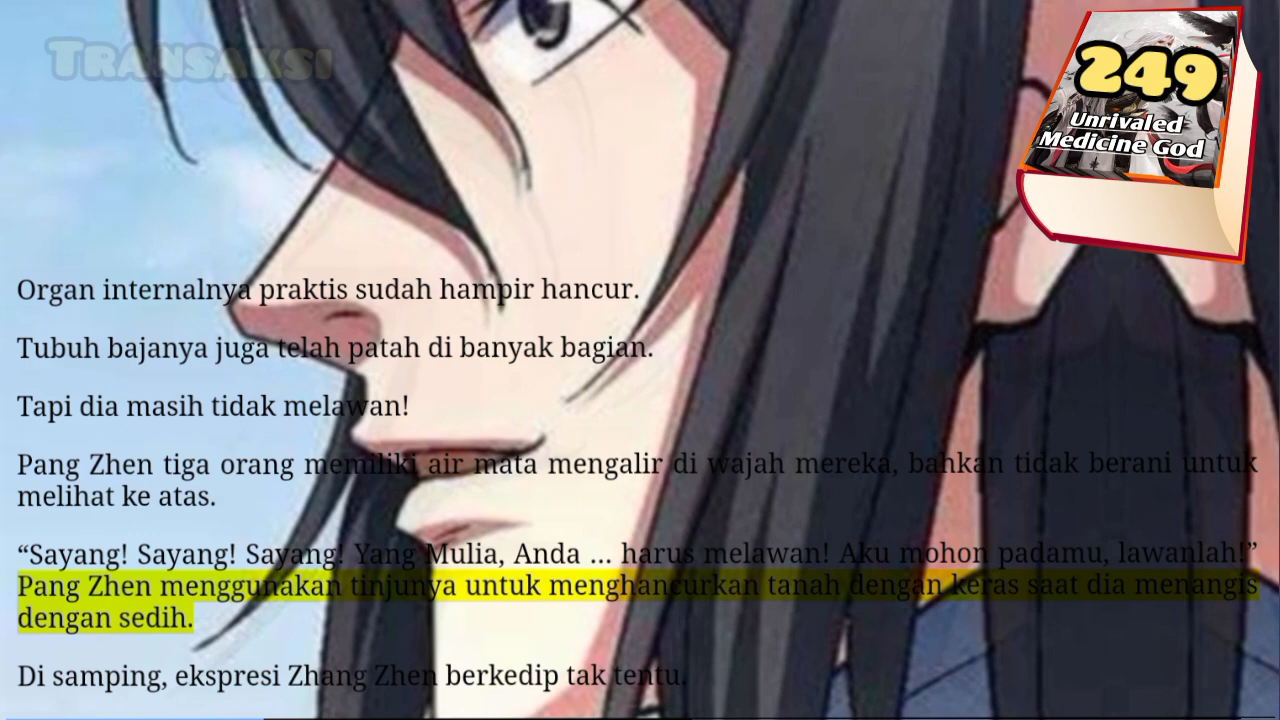 Transaksi
249
Unrivaled
Medicine God
Organ internalnya praktis sudah hampir hancur.
Tubuh bajanya juga telah patah di banyak bagian.
Tapi dia masih tidak melawan!
Pang Zhen tiga orang memiliki air mata mengalir di wajah mereka, bahkan tidak berani untuk
melihat ke atas.
“Sayang! Sayang! Sayang! Yang Mulia, Anda ... harus melawan! Aku mohon padamu, lawanlah!”
Pang Zhen menggunakan tinjunya untuk menghancurkan tanah dengan keras saat dia menangis
dengan sedih.
Di samping, ekspresi Zhang Zhen berkedip tak tentu.